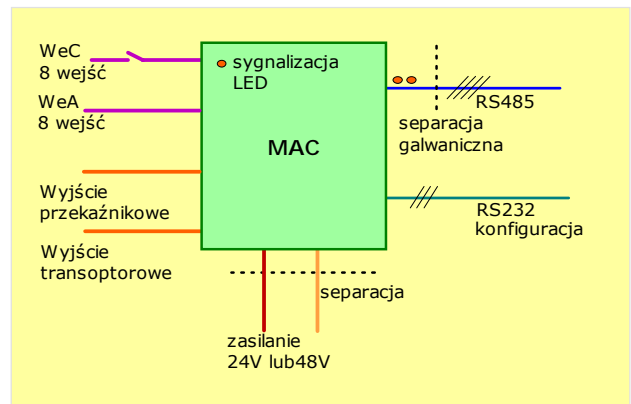 WeC
8 wejść
WeA
8 wejść
Wyjście
przekaźnikowe
Wyjście
transoptorowe
sygnalizacja
LED
MAC
RS485
separacja
galwaniczna
RS232
konfiguracja
separacja
zasilanie
24V lub48V